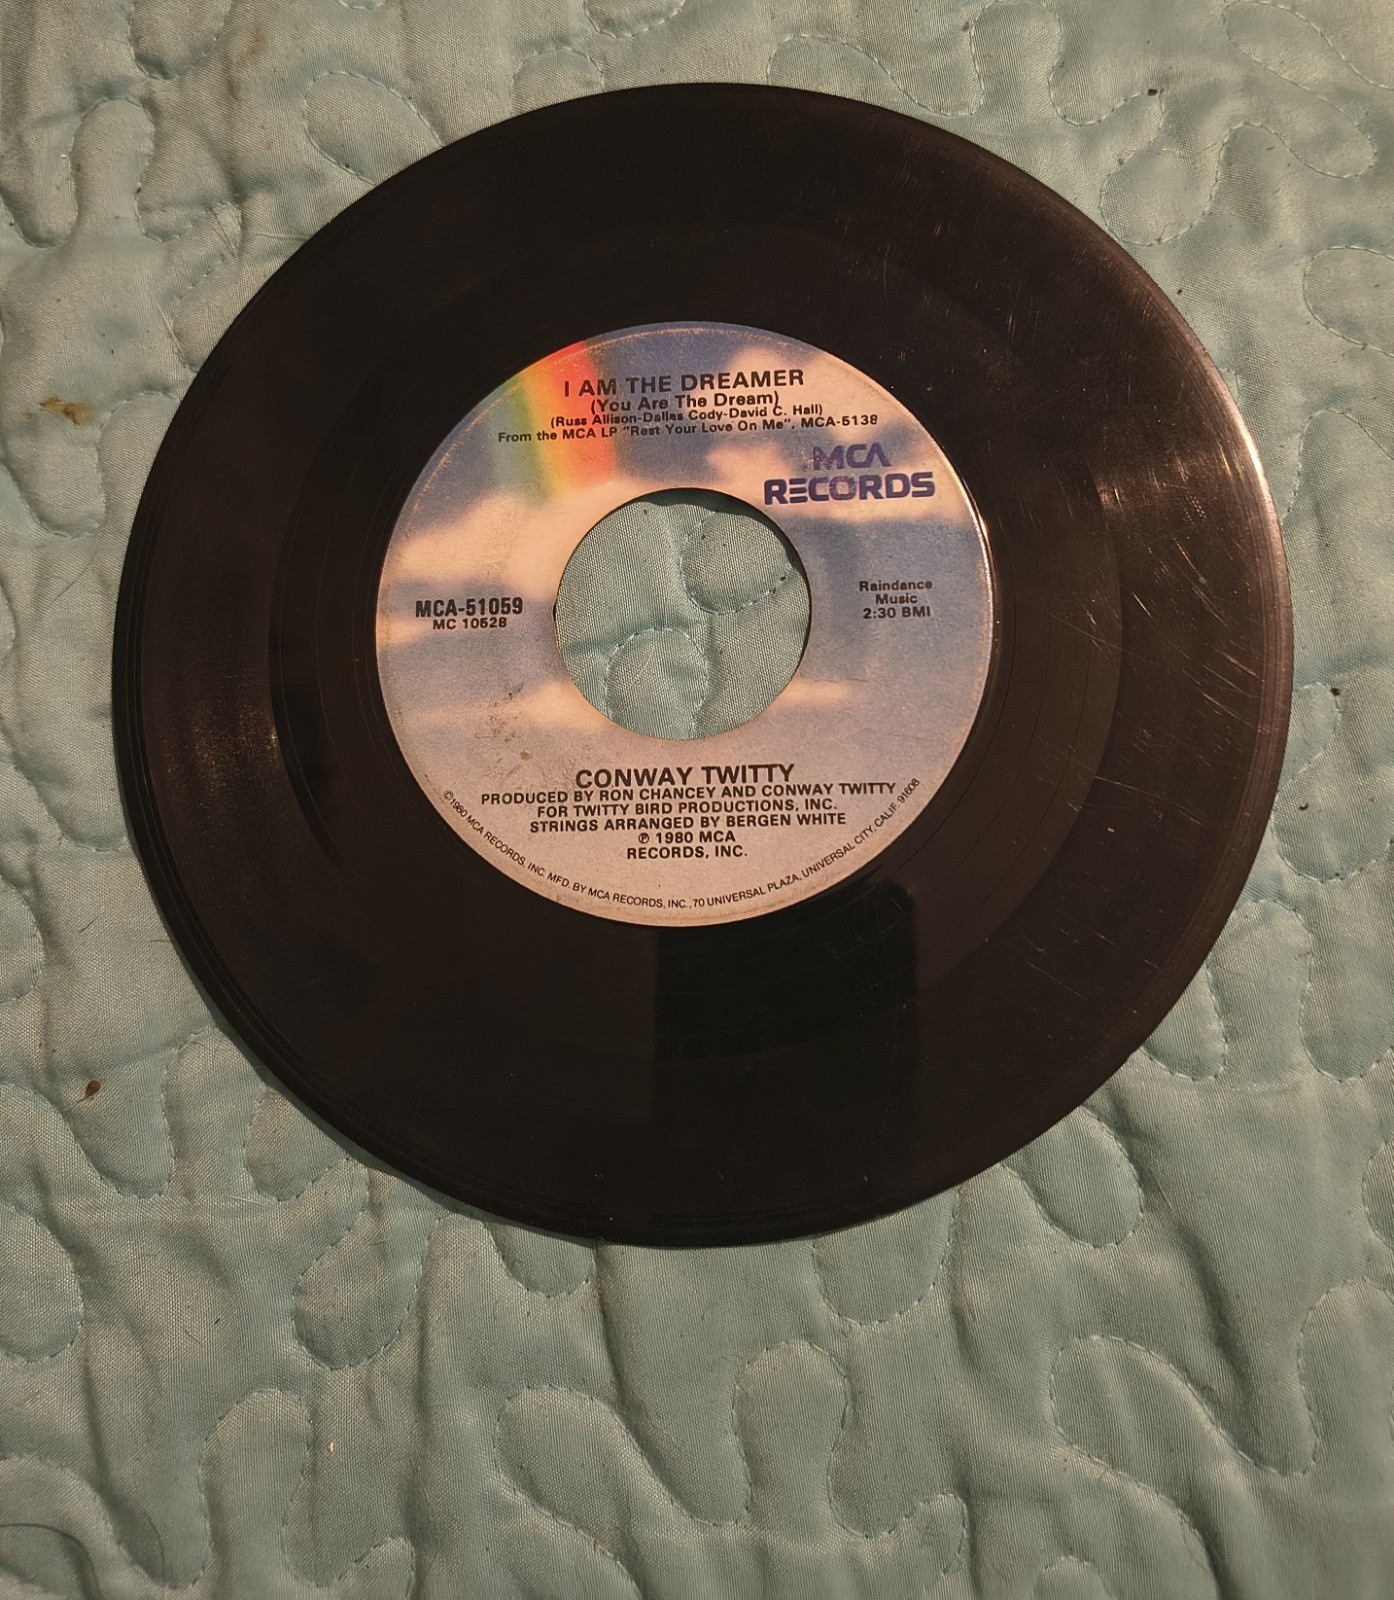 I AM THE DREAMER
(You Are The Dream)
(Russ Allison-Dallas Cody-David C. Hall)
From the MCA LP "Rest Your Love On Me", MCA-5138
MCA
RECORDS
MCA-51059
MC 10528
Raindance
Music
2:30 BMI
CONWAY TWITTY
PRODUCED BY RON CHANCEY AND CONWAY TWITTY
FOR TWITTY BIRD PRODUCTIONS, INC.
STRINGS ARRANGED BY BERGEN WHITE
℗ 1980 MCA
RECORDS, INC.
©1980 MCA RECORDS, INC. MFD. BY MCA RECORDS, INC., 70 UNIVERSAL PLAZA, UNIVERSAL CITY, CALIF. 91608